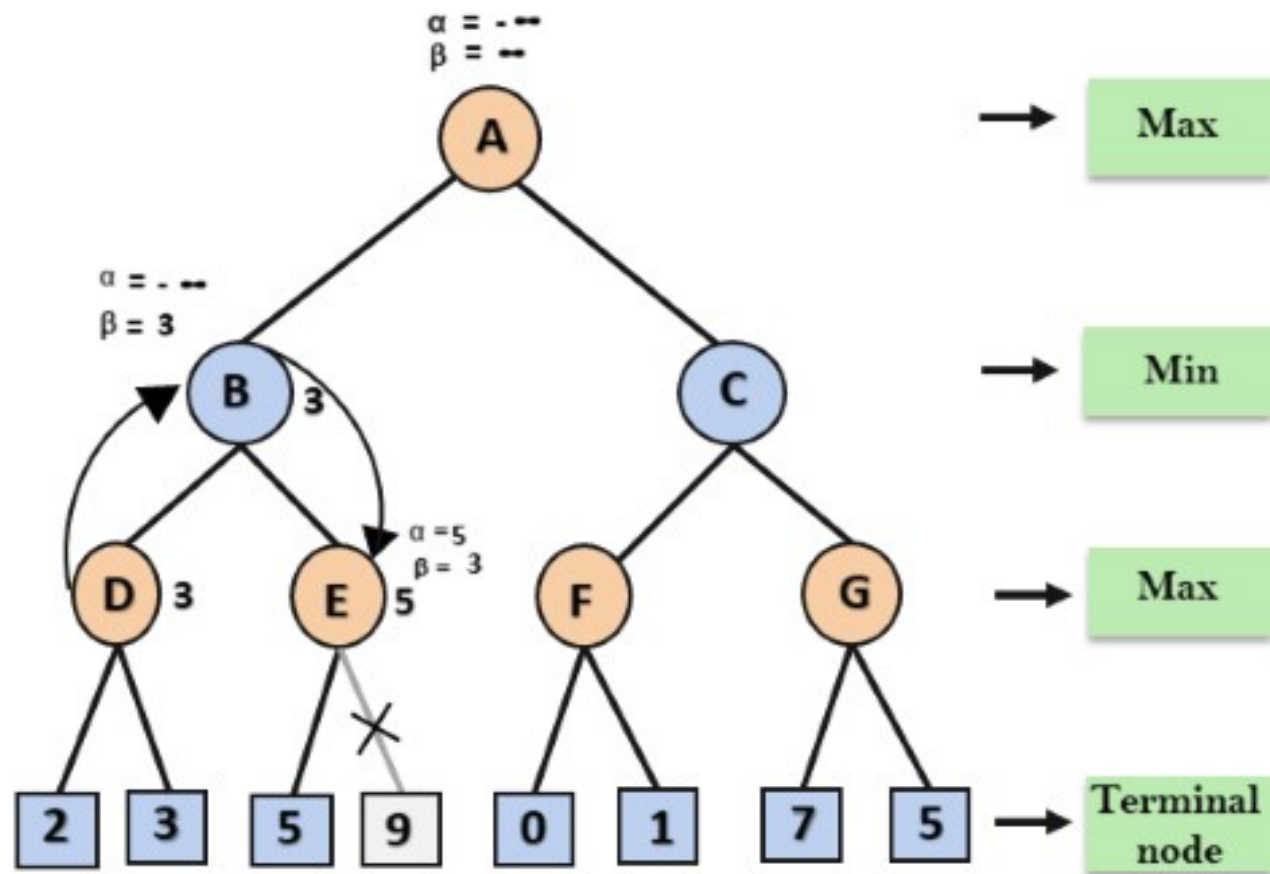 α = - ∞
β = ∞
A
Max
α = - ∞
β = 3
B
3
C
Min
α = 5
β = 3
D
3
E
5
F
G
Max
2
3
5
9
0
1
7
5
Terminal
node